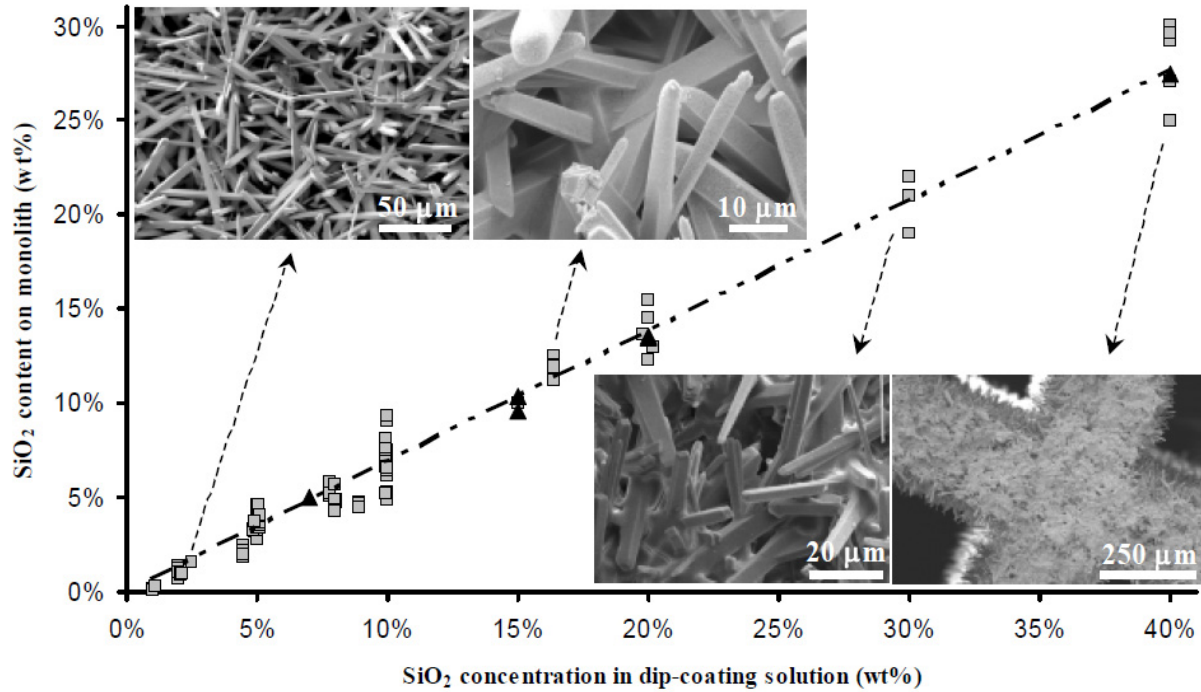 30%
25%
20%
15%
10%
5%
0%
SiO₂ content on monolith (wt%)
50 μm
10 μm
20 μm
250 μm
0%
5%
10%
15%
20%
25%
30%
35%
40%
SiO₂ concentration in dip-coating solution (wt%)